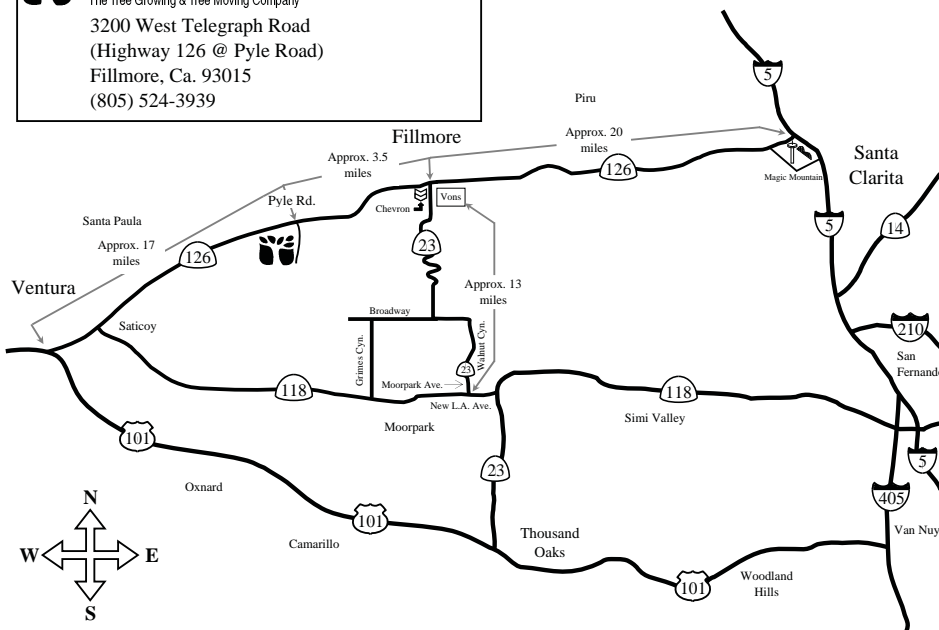 The Tree Growing & Tree Moving Company
3200 West Telegraph Road
(Highway 126 @ Pyle Road)
Fillmore, Ca. 93015
(805) 524-3939
5
Piru
Fillmore
Approx. 20
miles
Approx. 3.5
miles
126
Magic Mountain
Santa
Clarita
Pyle Rd.
Chevron
Vons
Santa Paula
Approx. 17
miles
126
23
5
14
Approx. 13
miles
Ventura
Saticoy
Broadway
Grimes Cyn.
Walnut Cyn.
23
Moorpark Ave.
New L.A. Ave.
210
San
Fernand
118
Moorpark
118
Simi Valley
101
Oxnard
23
5
405
Van Nuy
101
Camarillo
Thousand
Oaks
101
Woodland
Hills
N
W
E
S